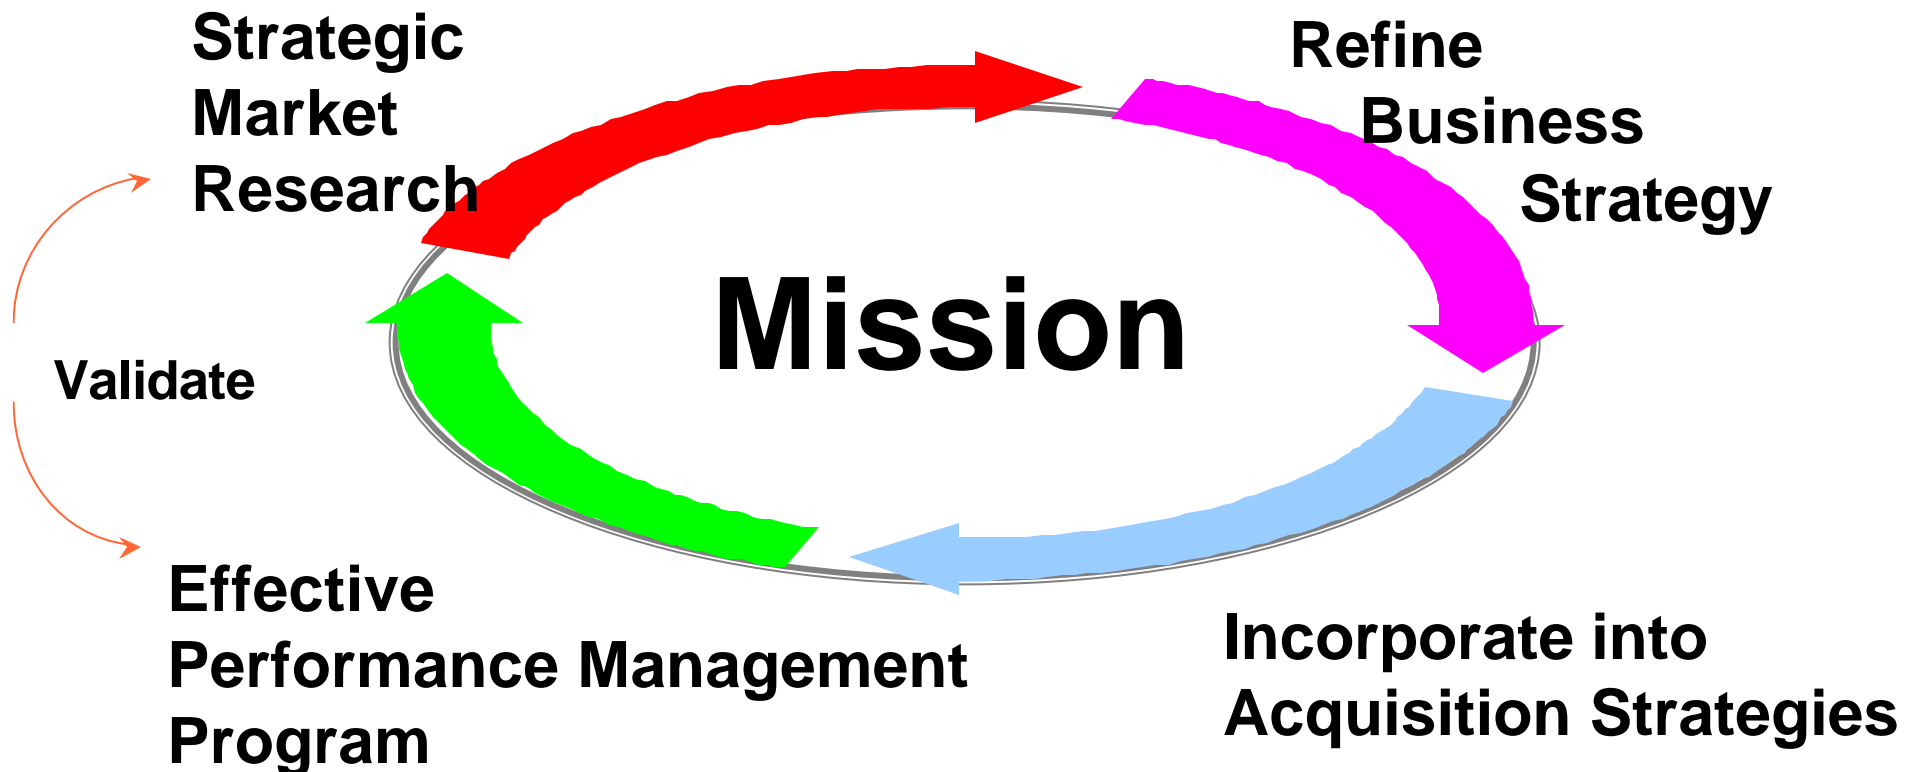 Strategic
Market
Research
Refine
Business
Strategy
Mission
Validate
Effective
Performance Management
Program
Incorporate into
Acquisition Strategies